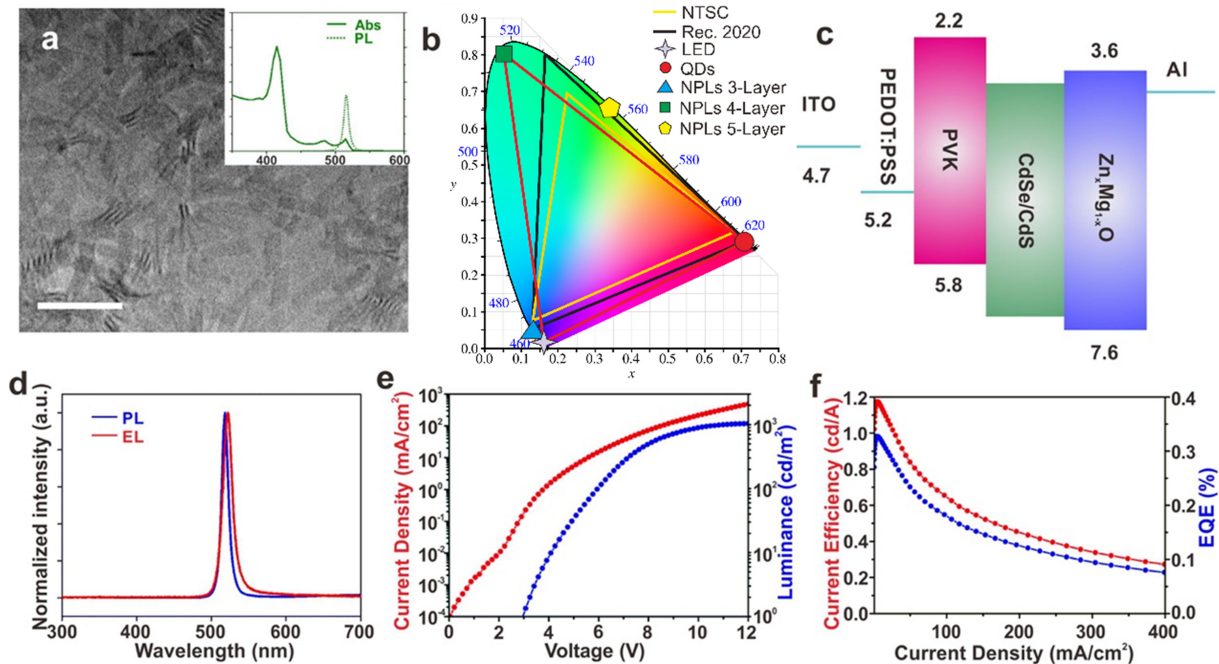 a
Abs
PL
400
500
600
b
NTSC
Rec. 2020
LED
QDs
NPLs 3-Layer
NPLs 4-Layer
NPLs 5-Layer
0.9
0.8
0.7
0.6
0.5
0.4
0.3
0.2
0.1
0.0
y
0.0 0.1 0.2 0.3 0.4 0.5 0.6 0.7 0.8
x
520
540
560
580
600
620
500
480
460
c
2.2
3.6
Al
ITO
4.7
PEDOT:PSS
5.2
PVK
5.8
CdSe/CdS
ZnxMg1-xO
7.6
d
PL
EL
Normalized intensity (a.u.)
300 400 500 600 700
Wavelength (nm)
e
Current Density (mA/cm²)
10³
10²
10¹
10⁰
10⁻¹
10⁻²
10⁻³
10⁻⁴
0 2 4 6 8 10 12
Voltage (V)
10³
10²
10¹
10⁰
Luminance (cd/m²)
f
Current Efficiency (cd/A)
1.2
1.0
0.8
0.6
0.4
0.2
0.0
100 200 300 400
Current Density (mA/cm²)
0.4
0.3
0.2
0.1
0.0
EQE (%)